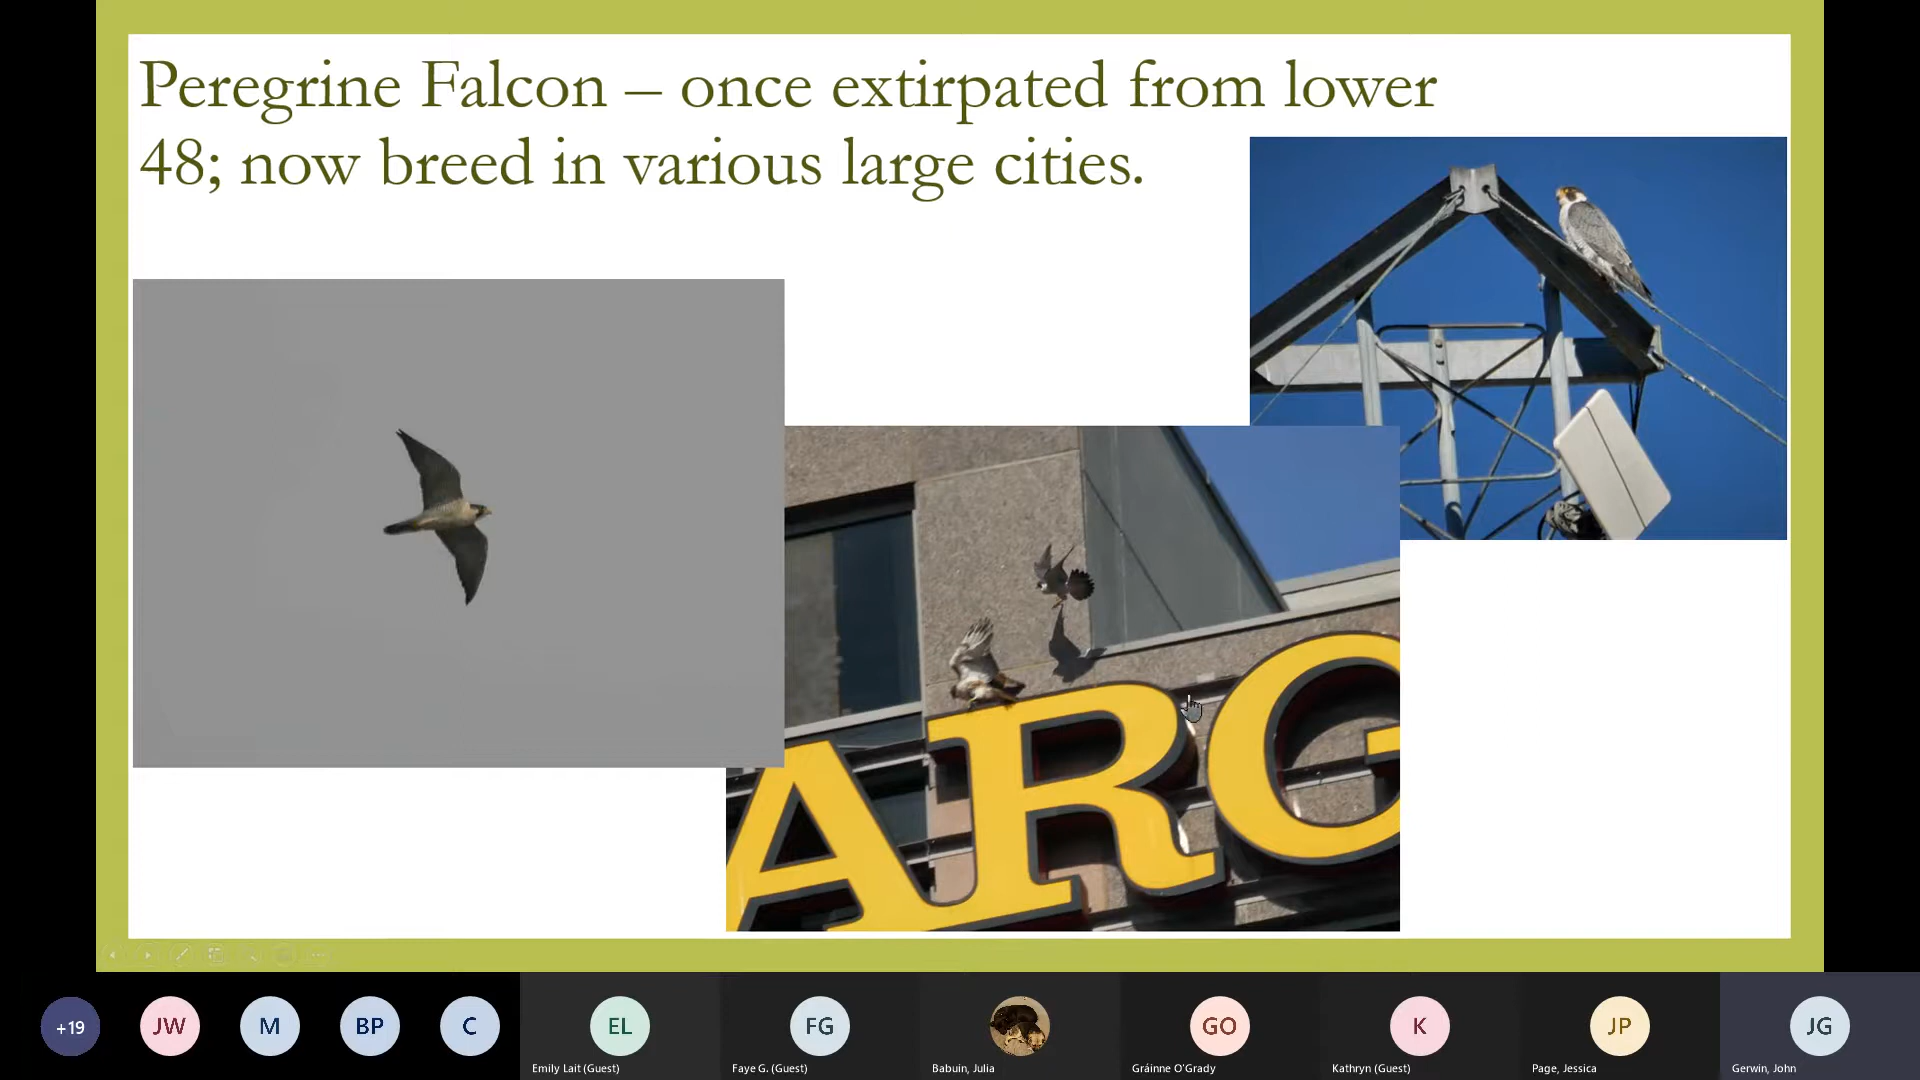 Peregrine Falcon – once extirpated from lower
48; now breed in various large cities.
ARG
+19
JW
M
BP
C
EL
FG
GO
K
JP
JG
Emily Lait (Guest)
Faye G. (Guest)
Babuin, Julia
Gráinne O'Grady
Kathryn (Guest)
Page, Jessica
Gerwin, John